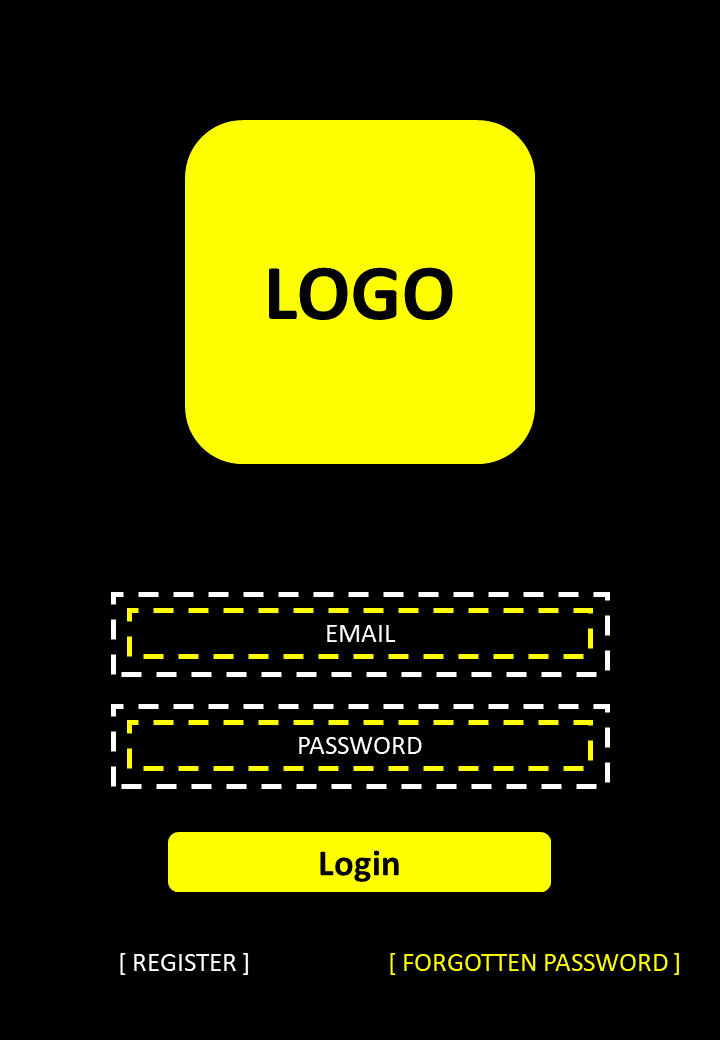 LOGO
EMAIL
PASSWORD
Login
[ REGISTER ] [ FORGOTTEN PASSWORD ]